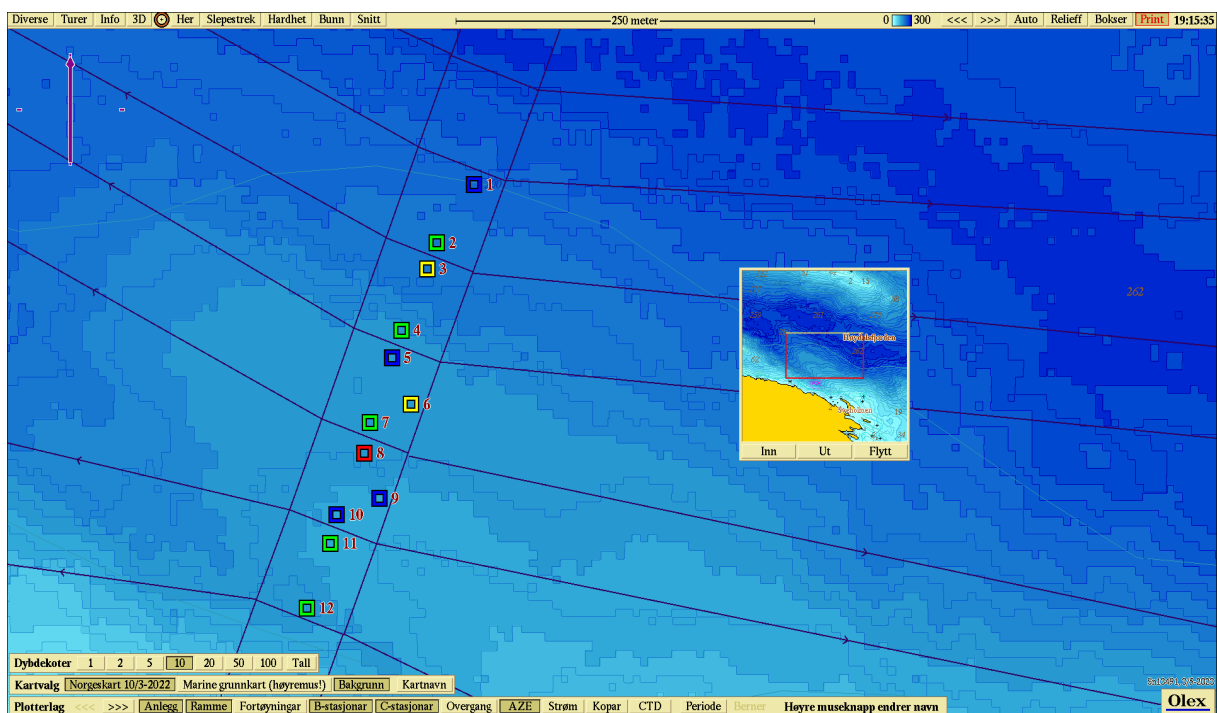 Diverse Turer Info 3D Her Slepestrek Hardhet Bunn Snitt 250 meter 0 300 <<< >>> Auto Relieff Bokser Print 19:15:35
1
2
3
262
4
5
6
7
8
9
10
11
12
Inn Ut Flytt
Dybdekoter 1 2 5 10 20 50 100 Tall
Kartvalg Norgeskart 10/3-2022 Marine grunnkart (høyremus!) Bakgrunn Kartnavn
Plotterlag <<< >>> Anlegg Ramme Fortøyninger B-stasjonar C-stasjonar Overgang AZE Strøm Kopar CTD Periode Berner Høyre museknapp endrer navn
Olex